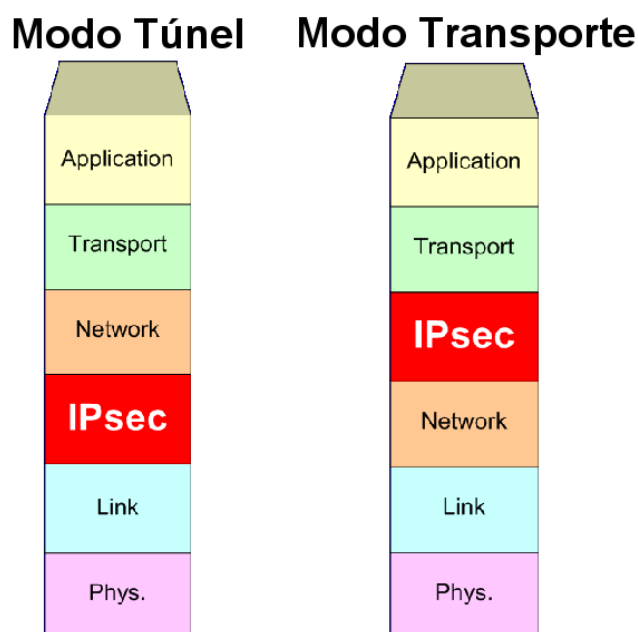 Modo Túnel
Application
Transport
Network
IPsec
Link
Phys.
Modo Transporte
Application
Transport
IPsec
Network
Link
Phys.